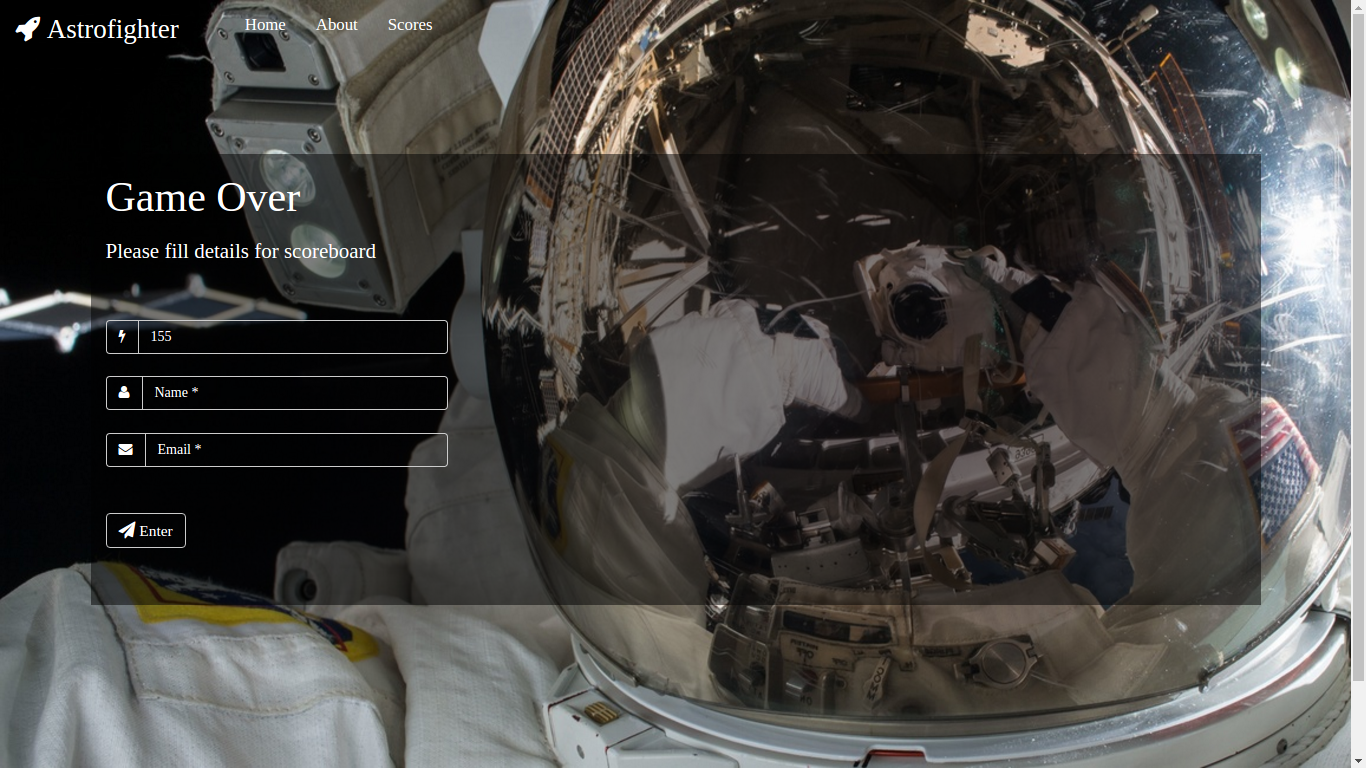 Astrofighter
Home About Scores
Game Over
Please fill details for scoreboard
155
Name *
Email *
Enter